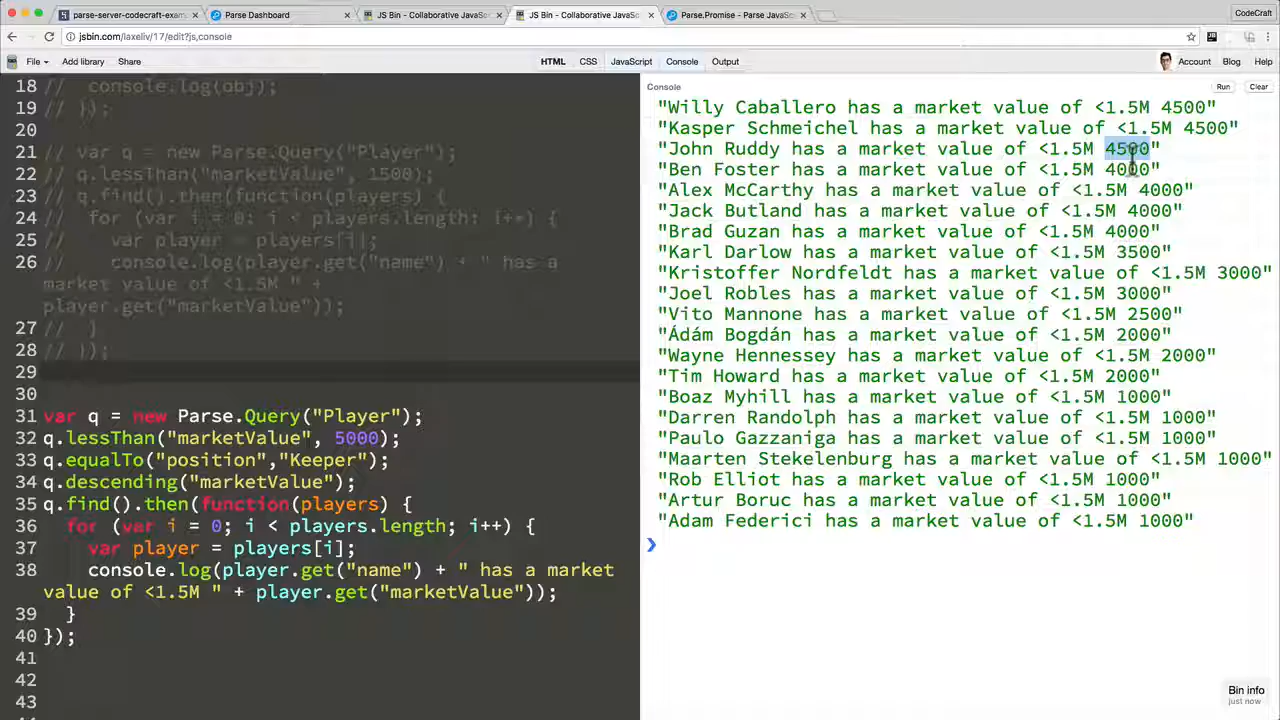 parse-server-codecraft-exam
Parse Dashboard
JS Bin - Collaborative JavaSc
JS Bin - Collaborative JavaSc
Parse.Promise - Parse JavaSc
CodeCraft
jsbin.com/iaxeliv/17/edit?js,console
File
Add library
Share
HTML
CSS
JavaScript
Console
Output
Account
Blog
Help
18 // console.log(obj);
19 // });
20
21 // var q = new Parse.Query("Player");
22 // q.lessThan("marketValue", 1500);
23 // q.find().then(function(players) {
24 //   for (var i = 0; i < players.length; i++) {
25 //     var player = players[i];
26 //     console.log(player.get("name") + " has a
market value of <1.5M " +
player.get("marketValue"));
27 //   }
28 // });
29
30
31 var q = new Parse.Query("Player");
32 q.lessThan("marketValue", 5000);
33 q.equalTo("position","Keeper");
34 q.descending("marketValue");
35 q.find().then(function(players) {
36   for (var i = 0; i < players.length; i++) {
37     var player = players[i];
38     console.log(player.get("name") + " has a market
value of <1.5M " + player.get("marketValue"));
39   }
40 });
41
42
43
Console
Run
Clear
"Willy Caballero has a market value of <1.5M 4500"
"Kasper Schmeichel has a market value of <1.5M 4500"
"John Ruddy has a market value of <1.5M 4500"
"Ben Foster has a market value of <1.5M 4000"
"Alex McCarthy has a market value of <1.5M 4000"
"Jack Butland has a market value of <1.5M 4000"
"Brad Guzan has a market value of <1.5M 4000"
"Karl Darlow has a market value of <1.5M 3500"
"Kristoffer Nordfeldt has a market value of <1.5M 3000"
"Joel Robles has a market value of <1.5M 3000"
"Vito Mannone has a market value of <1.5M 2500"
"Ádám Bogdán has a market value of <1.5M 2000"
"Wayne Hennessey has a market value of <1.5M 2000"
"Tim Howard has a market value of <1.5M 2000"
"Boaz Myhill has a market value of <1.5M 1000"
"Darren Randolph has a market value of <1.5M 1000"
"Paulo Gazzaniga has a market value of <1.5M 1000"
"Maarten Stekelenburg has a market value of <1.5M 1000"
"Rob Elliot has a market value of <1.5M 1000"
"Artur Boruc has a market value of <1.5M 1000"
"Adam Federici has a market value of <1.5M 1000"
Bin info
just now